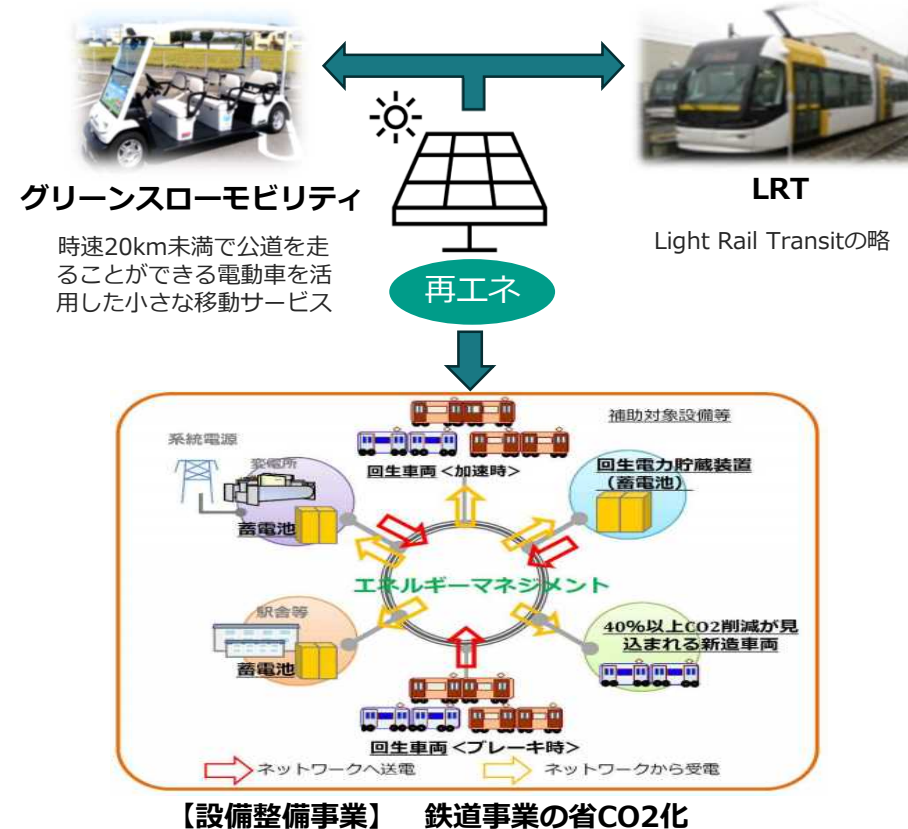 グリーンスローモビリティ
時速20km未満で公道を走
ることができる電動車を活
用した小さな移動サービス
LRT
Light Rail Transitの略
再エネ
補助対象設備等
系統電源
変電所
蓄電池
回生車両<加速時>
回生電力貯蔵装置
(蓄電池)
エネルギーマネジメント
駅舎等
蓄電池
40%以上CO2削減が見
込まれる新造車両
回生車両<ブレーキ時>
ネットワークへ送電
ネットワークから受電
【設備整備事業】 鉄道事業の省CO2化